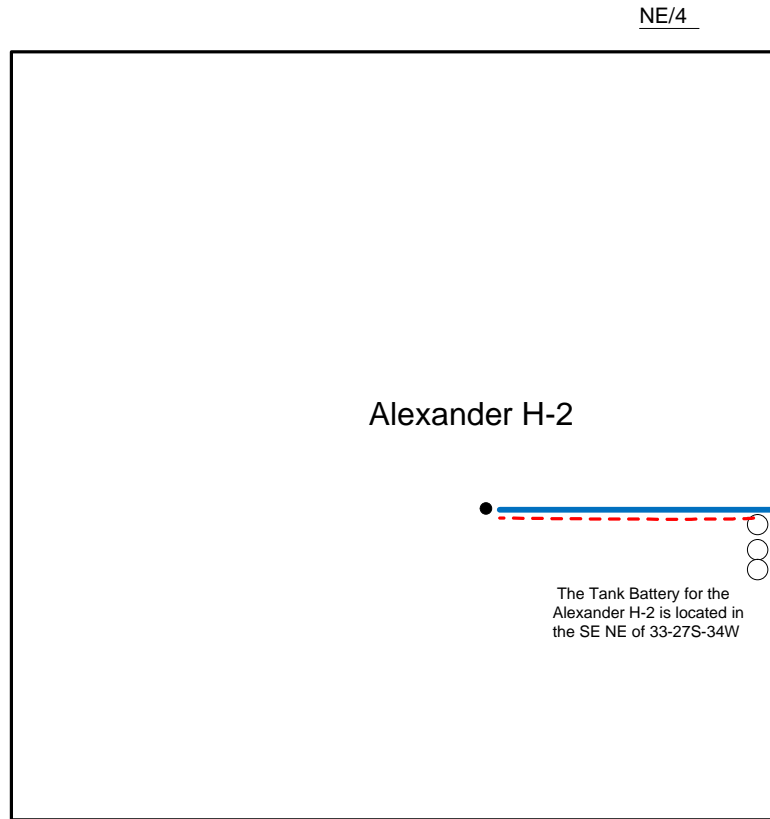 NE/4
Alexander H-2
The Tank Battery for the
Alexander H-2 is located in
the SE NE of 33-27S-34W